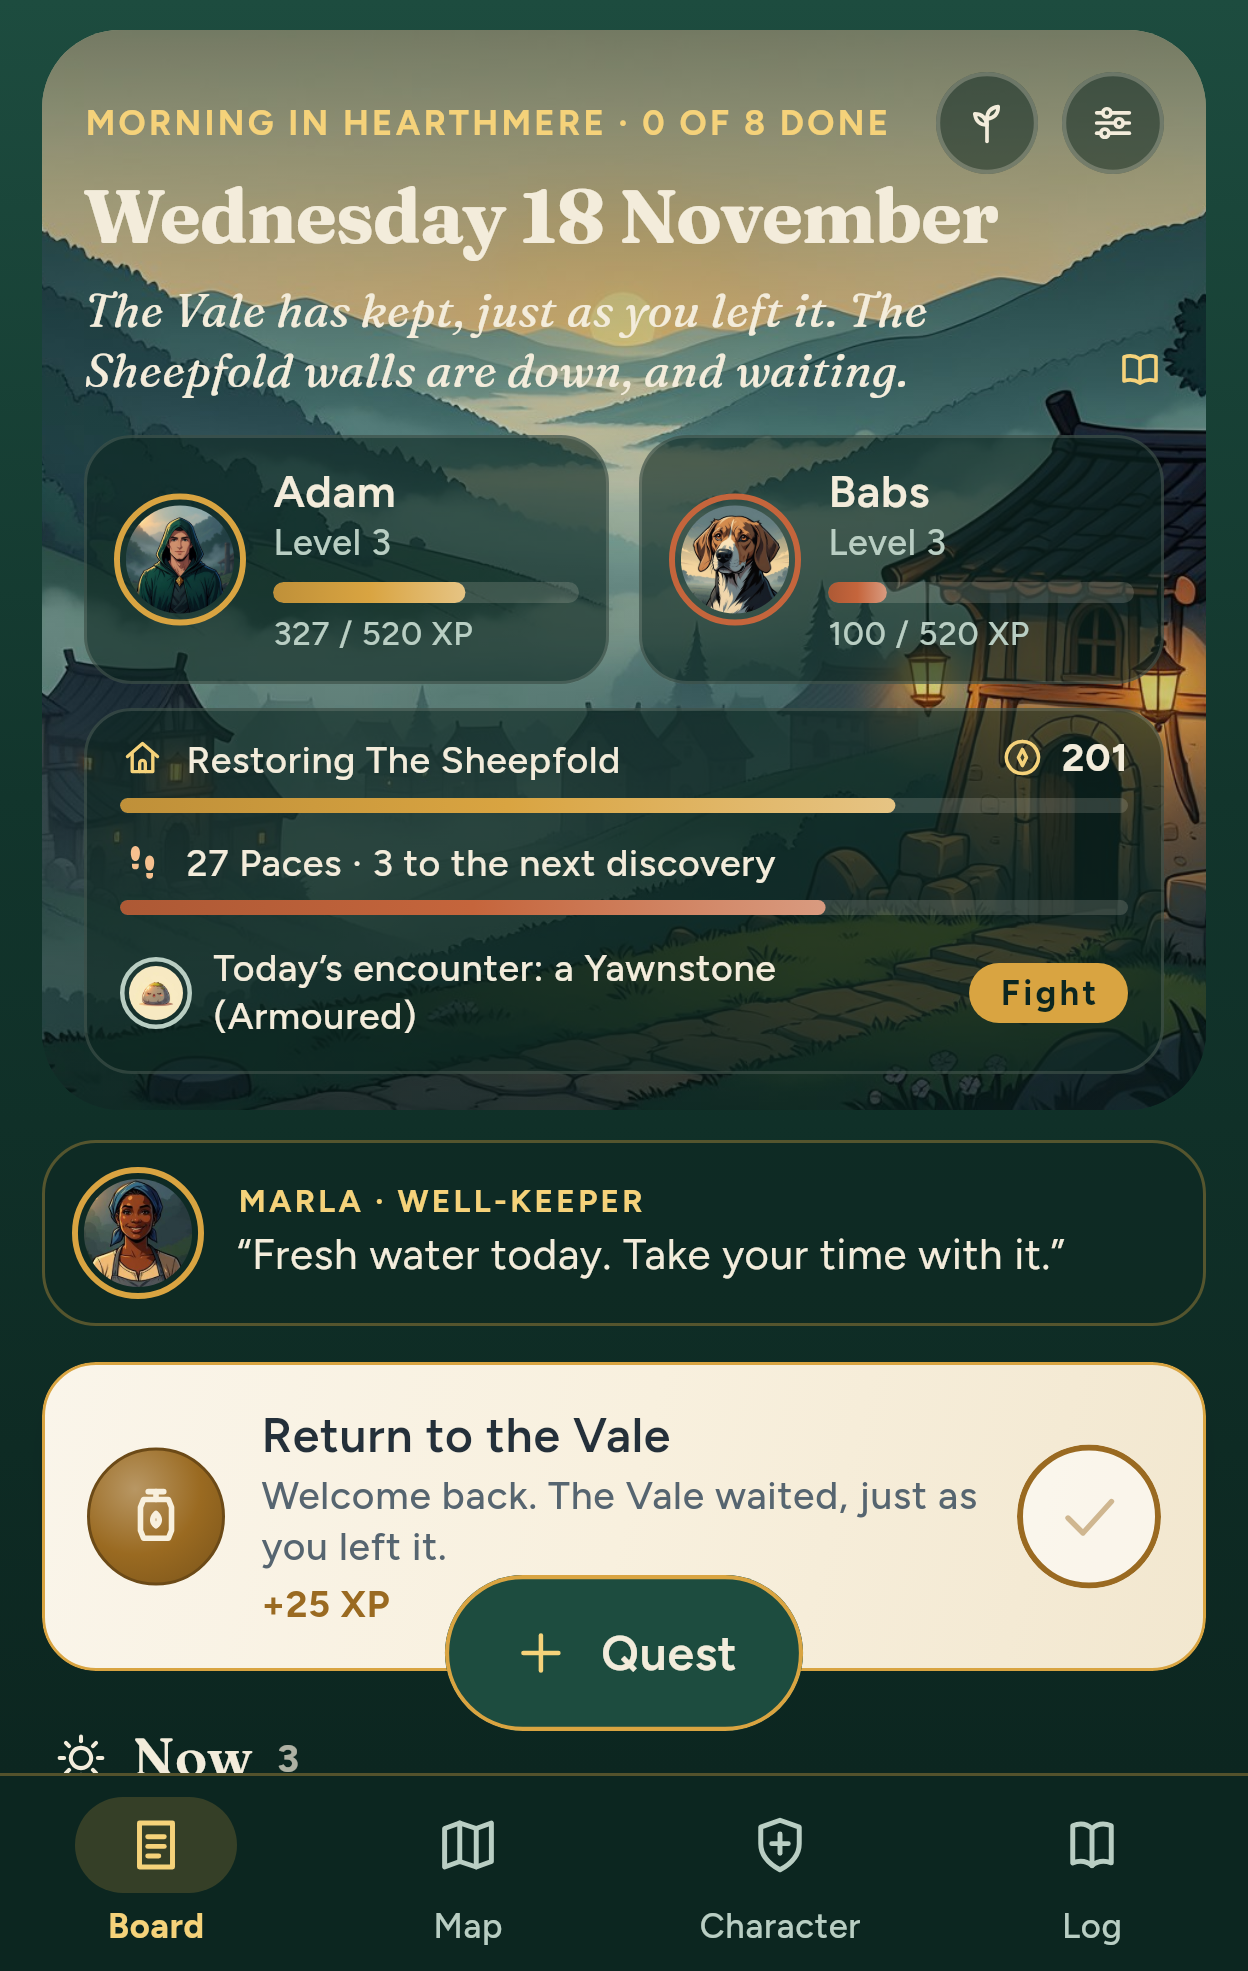 MORNING IN HEARTHMERE · 0 OF 8 DONE
Wednesday 18 November
The Vale has kept, just as you left it. The
Sheepfold walls are down, and waiting.
Adam
Level 3
327 / 520 XP
Babs
Level 3
100 / 520 XP
Restoring The Sheepfold
201
27 Paces · 3 to the next discovery
Today’s encounter: a Yawnstone
(Armoured)
Fight
MARLA · WELL-KEEPER
“Fresh water today. Take your time with it.”
Return to the Vale
Welcome back. The Vale waited, just as
you left it.
+25 XP
Quest
Now 3
Board
Map
Character
Log